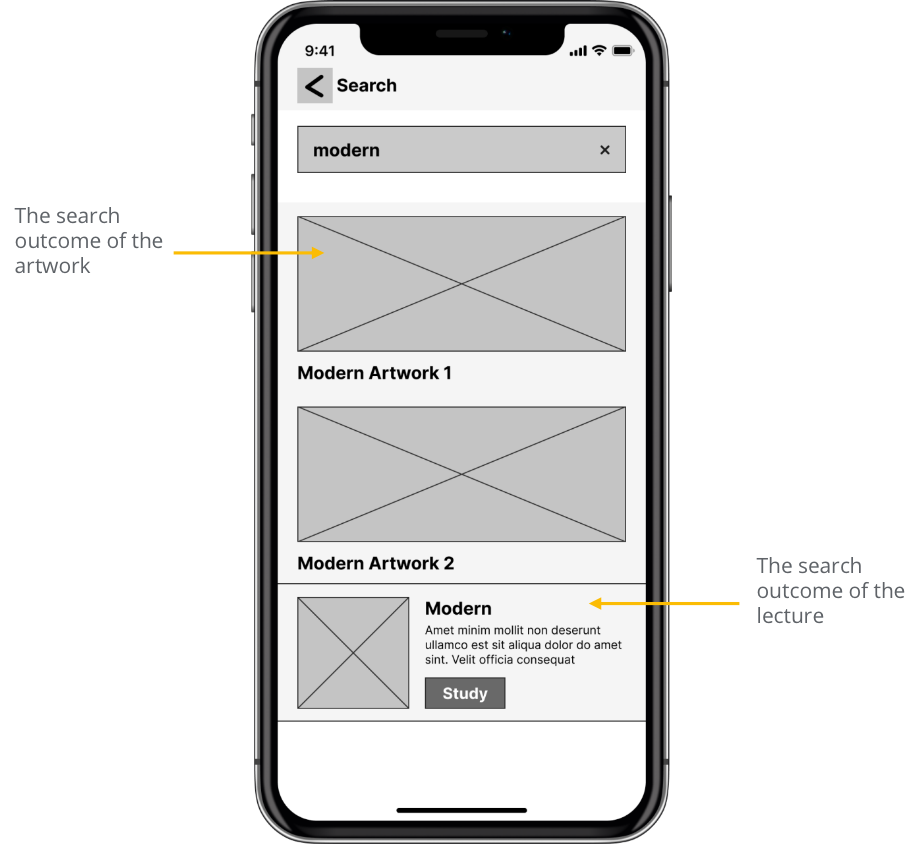 9:41
Search
modern ×
The search
outcome of the
artwork
Modern Artwork 1
Modern Artwork 2
The search
outcome of the
lecture
Modern
Amet minim mollit non deserunt
ullamco est sit aliqua dolor do amet
sint. Velit officia consequat
Study